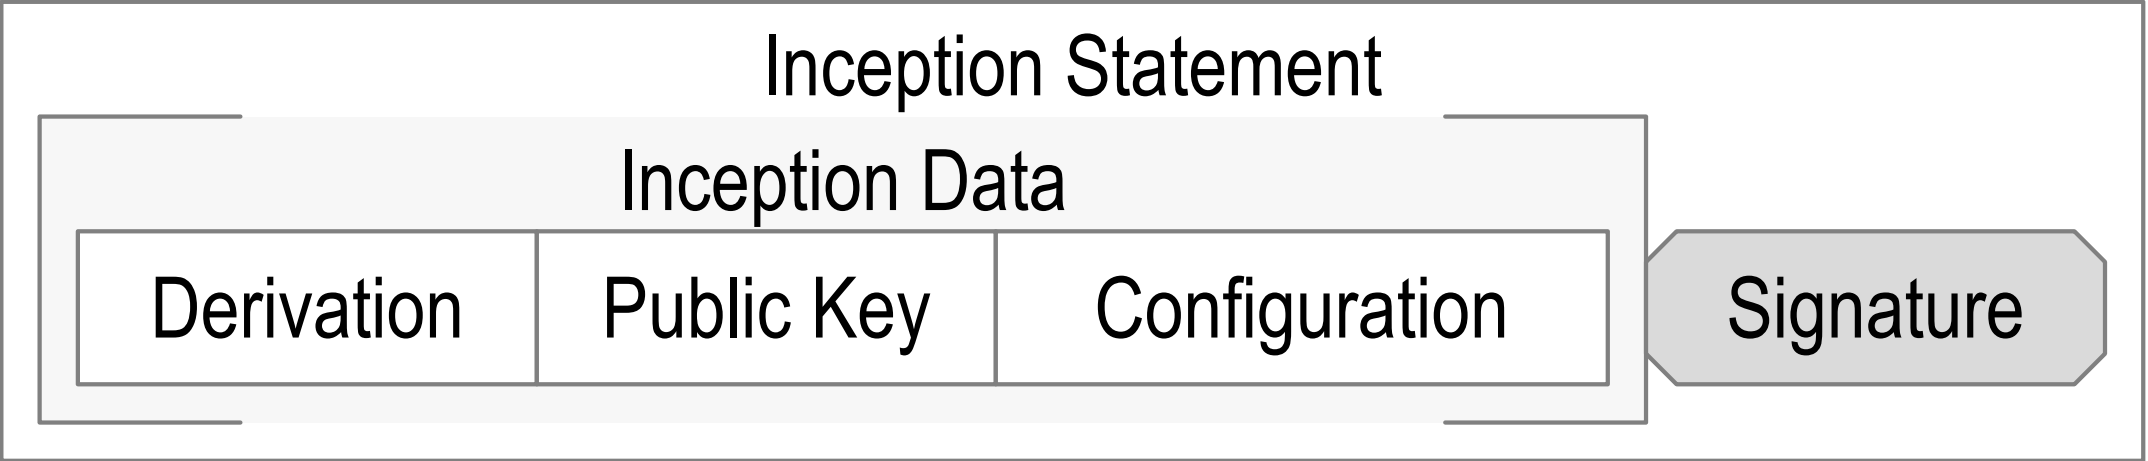 Inception Statement
Inception Data
Derivation Public Key Configuration Signature